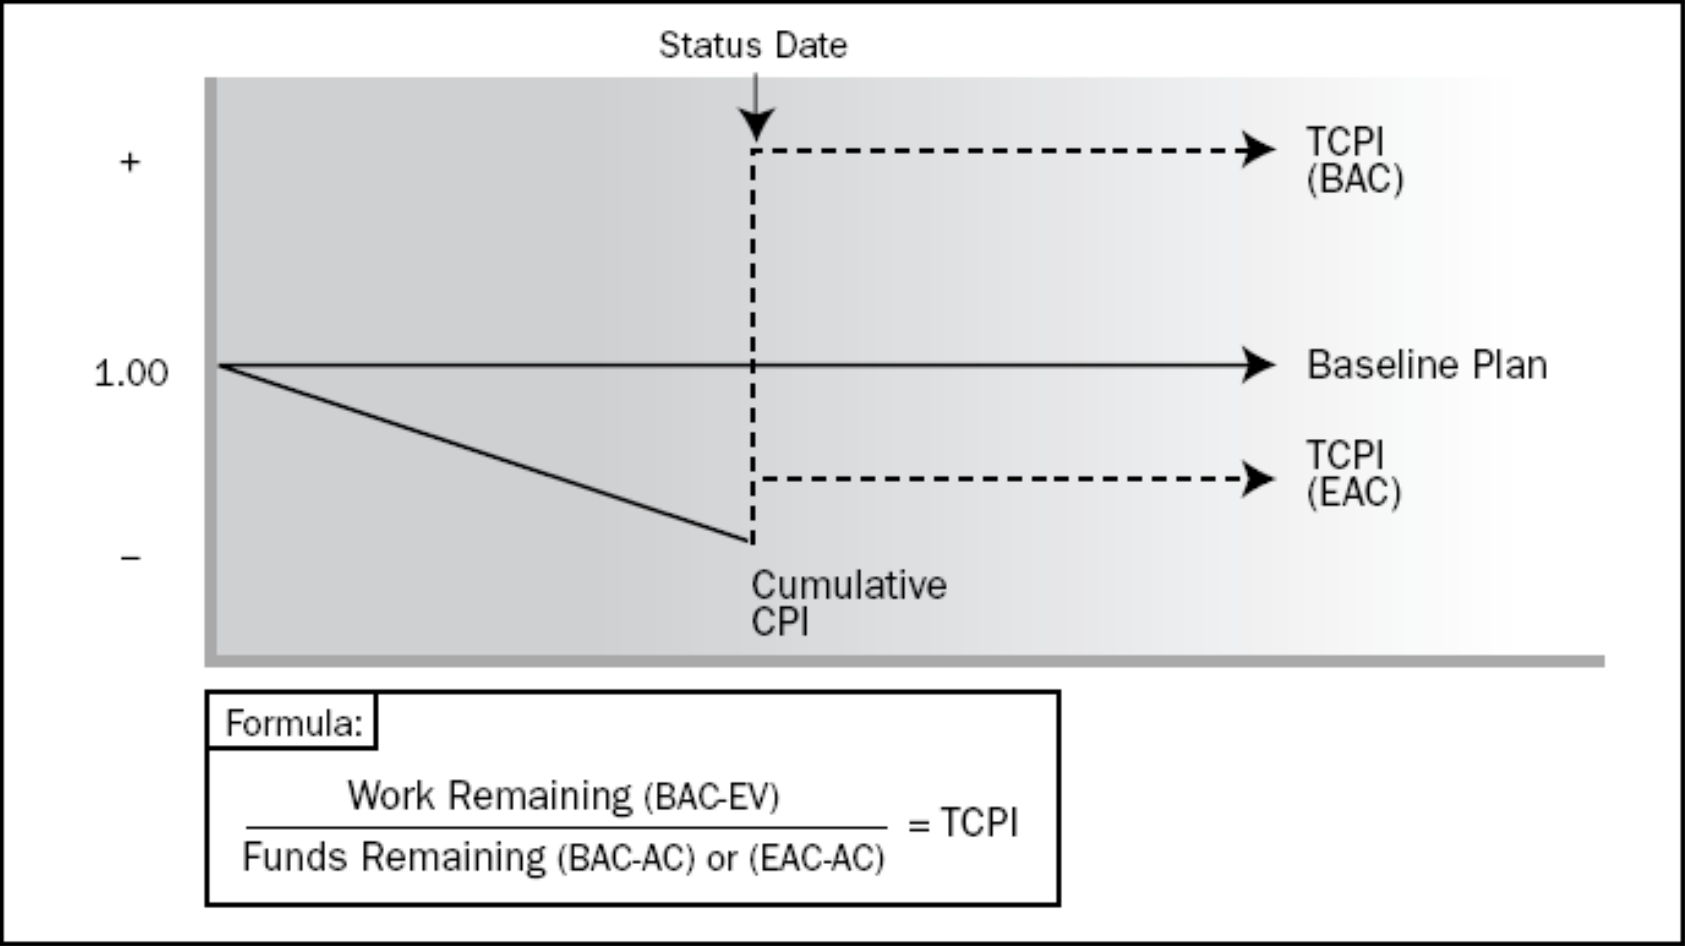 Status Date
+
TCPI
(BAC)
1.00
Baseline Plan
TCPI
(EAC)
–
Cumulative
CPI
Formula:
Work Remaining (BAC-EV)
= TCPI
Funds Remaining (BAC-AC) or (EAC-AC)